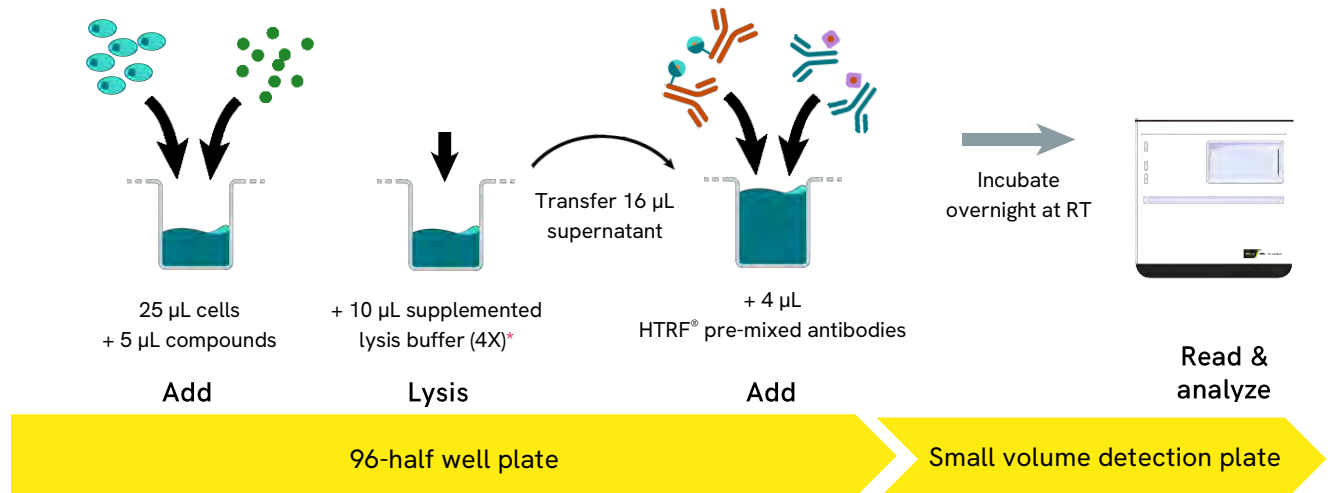 Transfer 16 µL
supernatant
Incubate
overnight at RT
25 µL cells
+ 5 µL compounds
+ 10 µL supplemented
lysis buffer (4X)*
+ 4 µL
HTRF® pre-mixed antibodies
Add
Lysis
Add
Read &
analyze
96-half well plate
Small volume detection plate